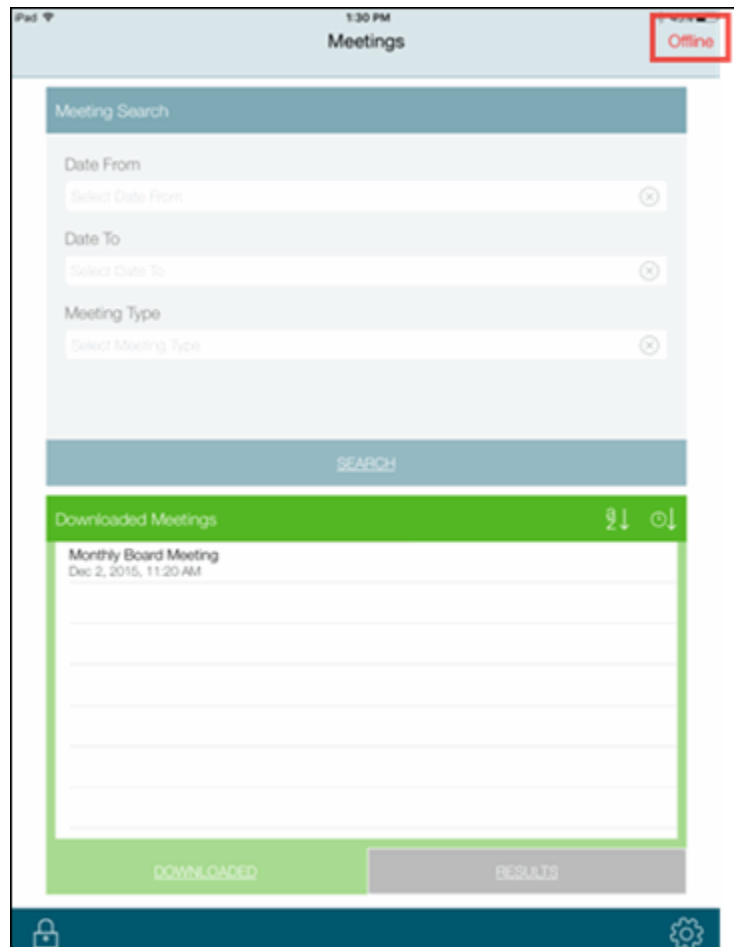 iPad 1:30 PM
Meetings
Offline
Meeting Search
Date From
Select Date From
Date To
Select Date To
Meeting Type
Select Meeting Type
SEARCH
Downloaded Meetings
Monthly Board Meeting
Dec 2, 2015, 11:20 AM
DOWNLOADED RESULTS